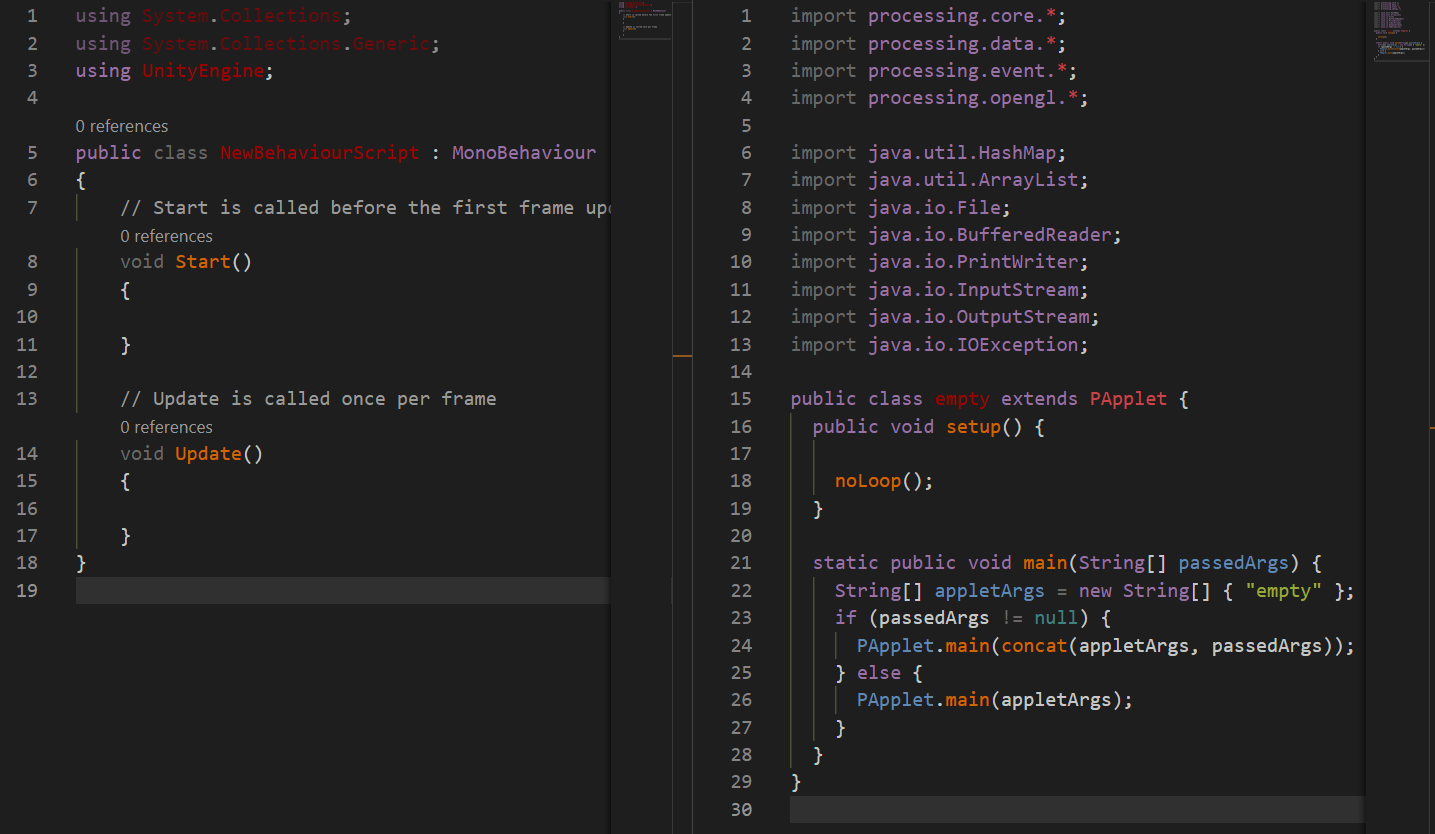 1 using System.Collections;
2 using System.Collections.Generic;
3 using UnityEngine;
4
0 references
5 public class NewBehaviourScript : MonoBehaviour
6 {
7 // Start is called before the first frame
0 references
8 void Start()
9 {
10
11 }
12
13 // Update is called once per frame
0 references
14 void Update()
15 {
16
17 }
18 }
19
1 import processing.core.*;
2 import processing.data.*;
3 import processing.event.*;
4 import processing.opengl.*;
5
6 import java.util.HashMap;
7 import java.util.ArrayList;
8 import java.io.File;
9 import java.io.BufferedReader;
10 import java.io.PrintWriter;
11 import java.io.InputStream;
12 import java.io.OutputStream;
13 import java.io.IOException;
14
15 public class empty extends PApplet {
16 public void setup() {
17
18 noLoop();
19 }
20
21 static public void main(String[] passedArgs) {
22 String[] appletArgs = new String[] { "empty" };
23 if (passedArgs != null) {
24 PApplet.main(concat(appletArgs, passedArgs));
25 } else {
26 PApplet.main(appletArgs);
27 }
28 }
29 }
30